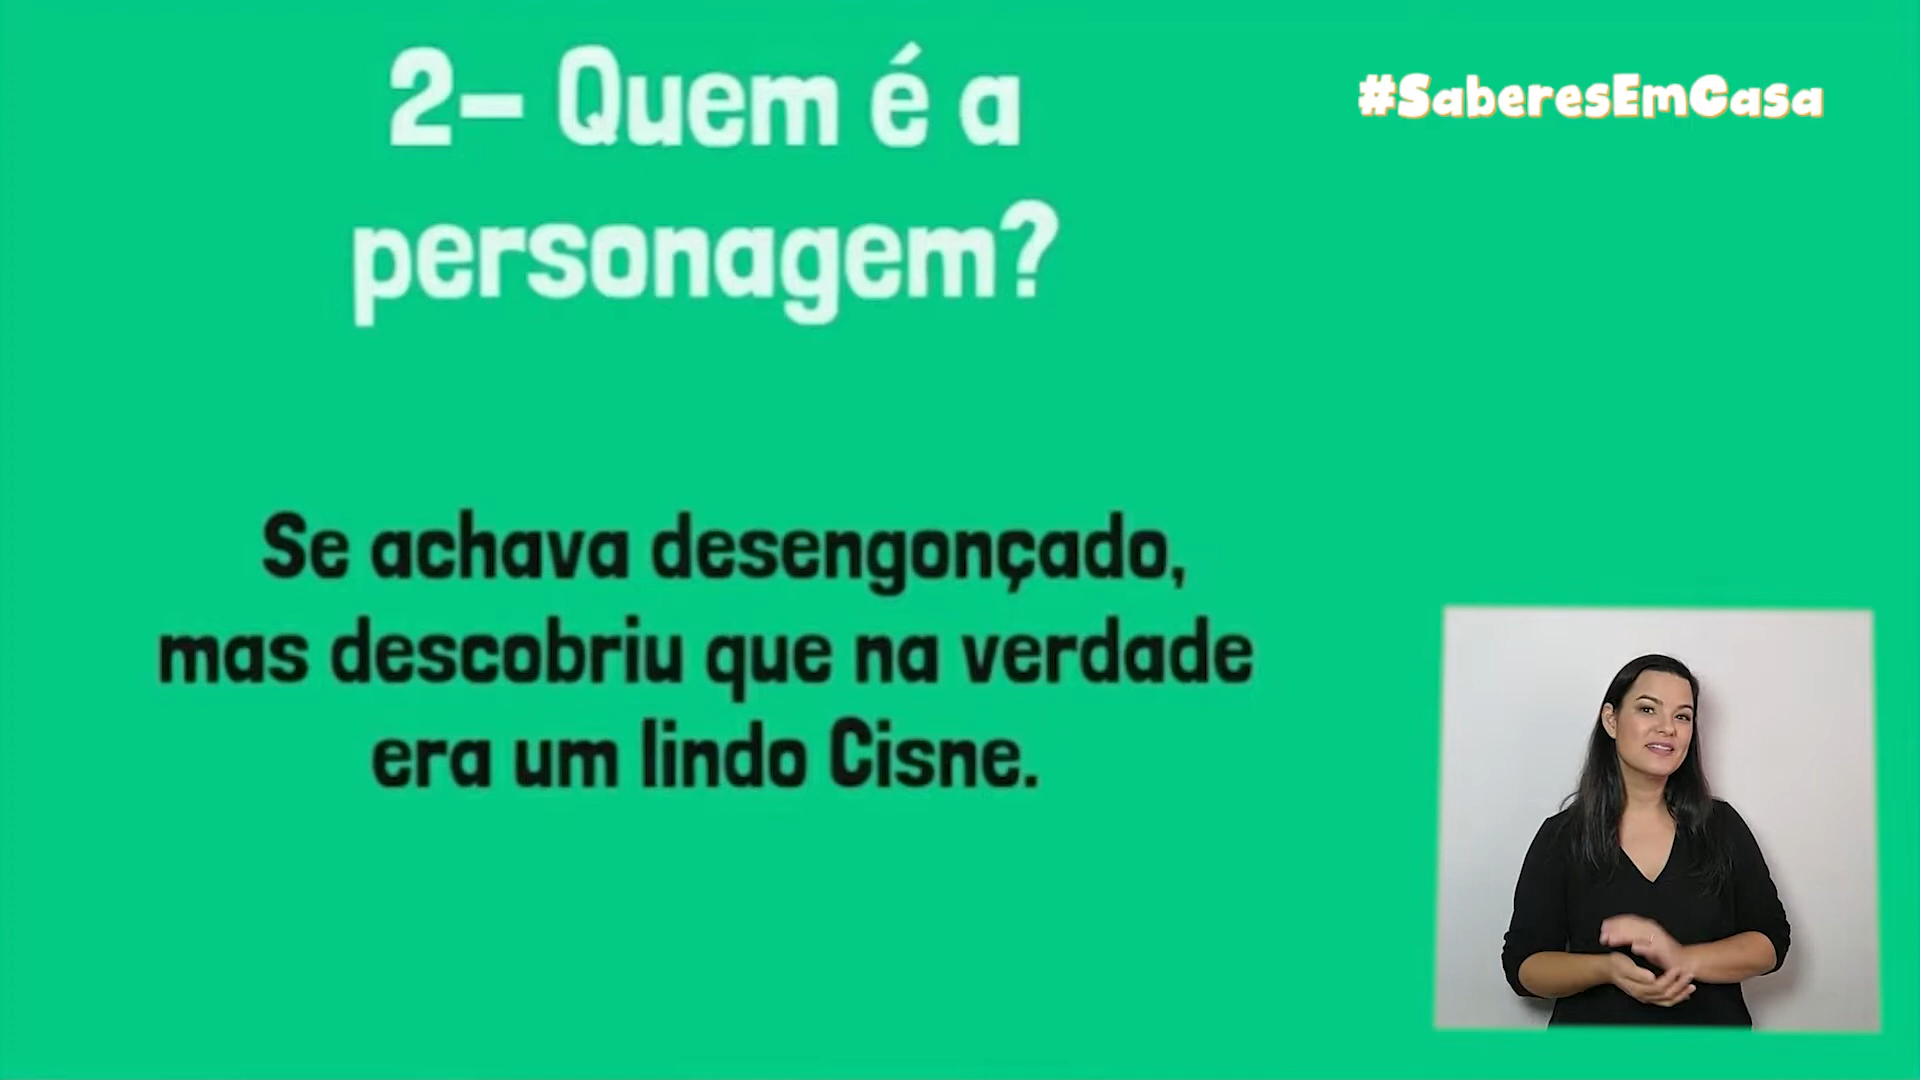 2- Quem é a
personagem?
#SaberesEmCasa
Se achava desengonçado,
mas descobriu que na verdade
era um lindo Cisne.